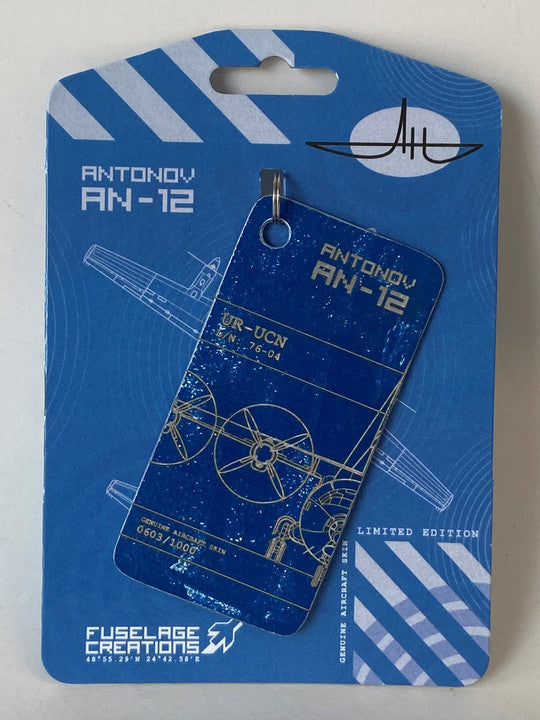 ANTONOV
AN-12
ANTONOV
AN-12
UR-UCN
S/N: 76-04
GENUINE AIRCRAFT SKIN
0603/1000
LIMITED EDITION
GENUINE AIRCRAFT SKIN
FUSELAGE
CREATIONS
48°55.29'N 24°42.58'E